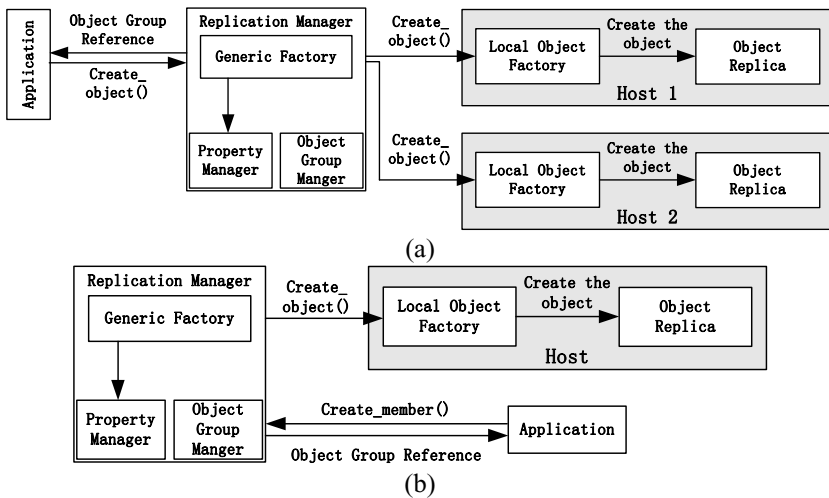 Object Group
Reference
Application
Create_
object()
Replication Manager
Generic Factory
Property
Manager
Object
Group
Manger
Create_
object()
Local Object
Factory
Create the
object
Object
Replica
Host 1
Create_
object()
Local Object
Factory
Create the
object
Object
Replica
Host 2
(a)
Replication Manager
Generic Factory
Property
Manager
Object
Group
Manger
Create_
object()
Local Object
Factory
Create the
object
Object
Replica
Host
Create_member()
Application
Object Group Reference
(b)